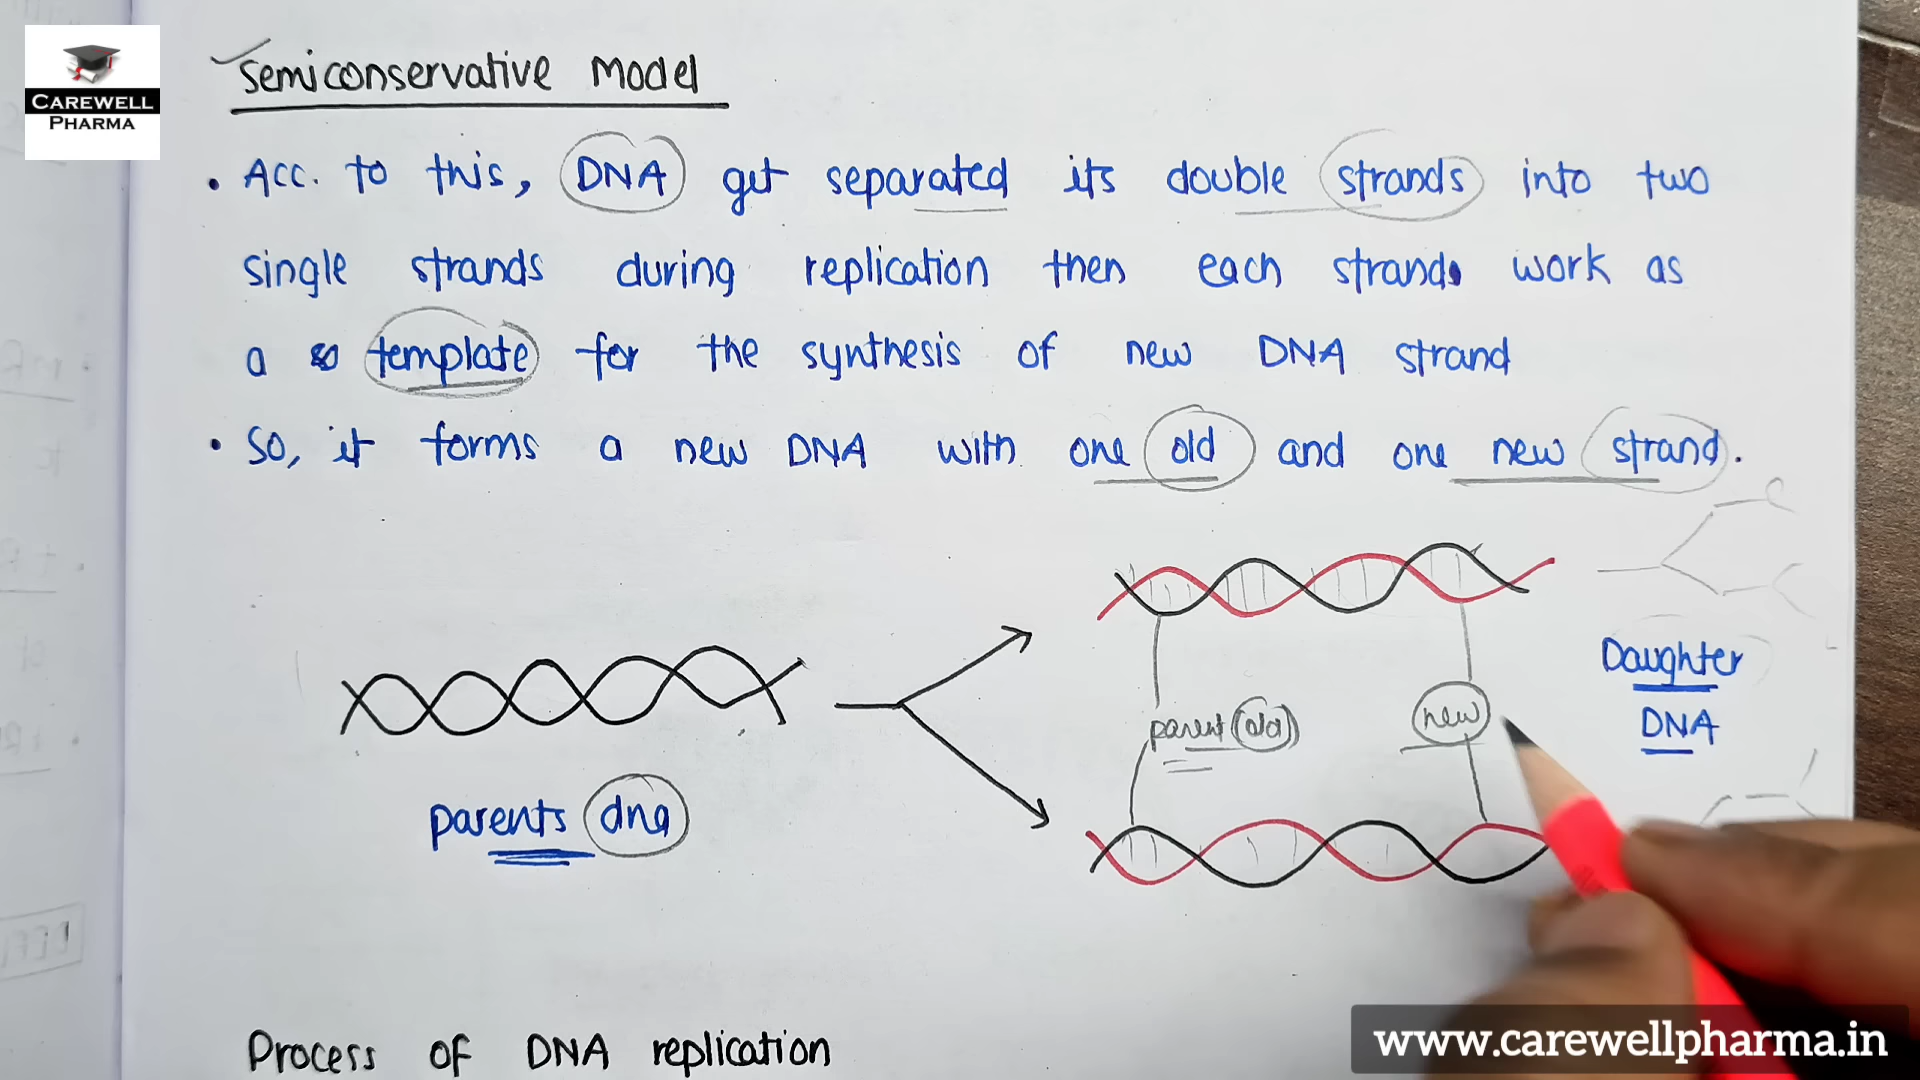 CAREWELL
PHARMA
Semiconservative Model
• Acc. to this, DNA get separated its double strands into two
single strands during replication then each strands work as
a template for the synthesis of new DNA strand
• So, it forms a new DNA with one old and one new strand.
parents dna
parent (old)
new
Daughter
DNA
Process of DNA replication
www.carewellpharma.in